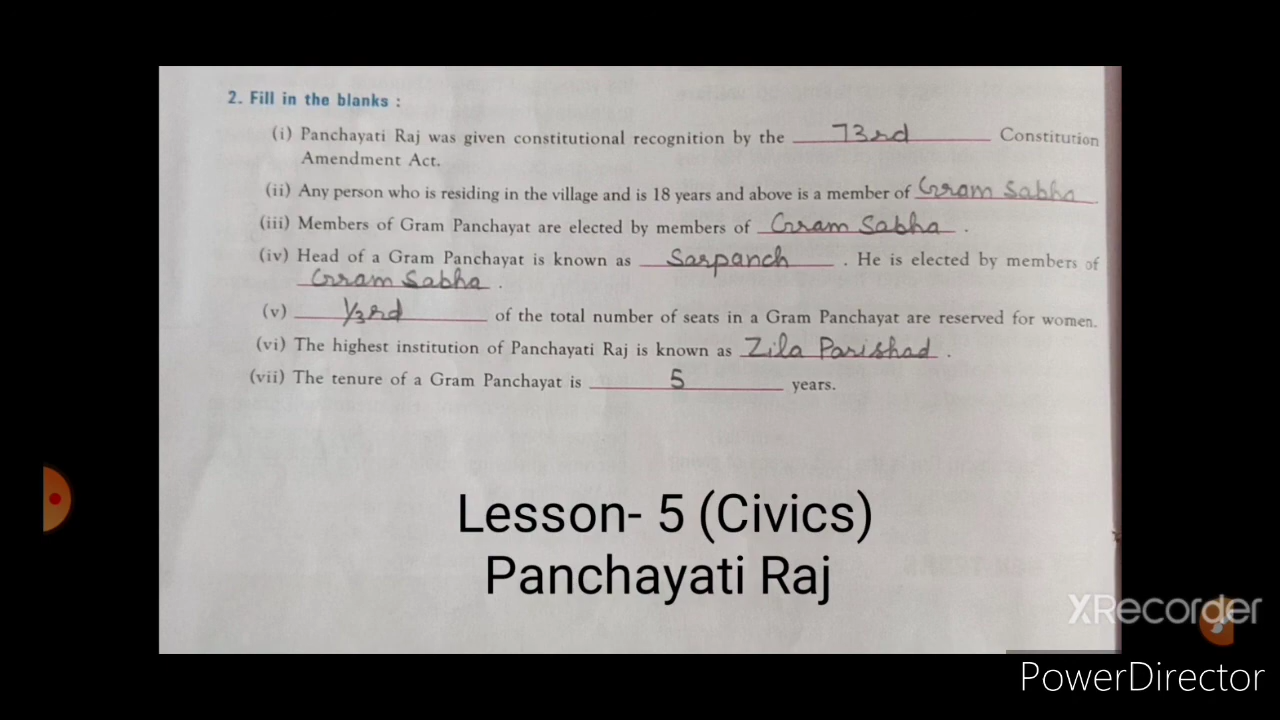 2. Fill in the blanks :
(i) Panchayati Raj was given constitutional recognition by the 73rd Constitution
Amendment Act.
(ii) Any person who is residing in the village and is 18 years and above is a member of Gram Sabha
(iii) Members of Gram Panchayat are elected by members of Gram Sabha .
(iv) Head of a Gram Panchayat is known as Sarpanch . He is elected by members of
Gram Sabha .
(v) 1/3rd of the total number of seats in a Gram Panchayat are reserved for women.
(vi) The highest institution of Panchayati Raj is known as Zila Parishad .
(vii) The tenure of a Gram Panchayat is 5 years.
Lesson- 5 (Civics)
Panchayati Raj
XRecorder
PowerDirector